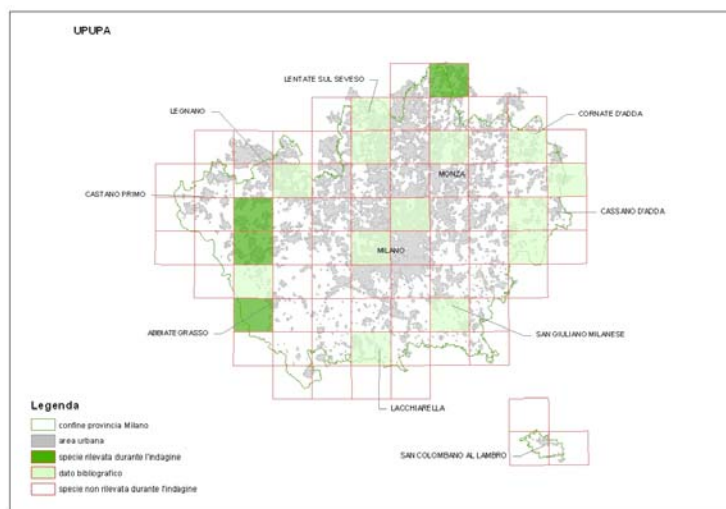 UPUPA
LENTATE SUL SEVESO
LEGNANO
CORNATE D'ADDA
MONZA
CASTANO PRIMO
CASSANO D'ADDA
MILANO
ABBIATEGRASSO
SAN GIULIANO MILANESE
LACCHIARELLA
SAN COLOMBANO AL LAMBRO
Legenda
confine provincia Milano
area urbana
specie rilevata durante l'indagine
dato bibliografico
specie non rilevata durante l'indagine